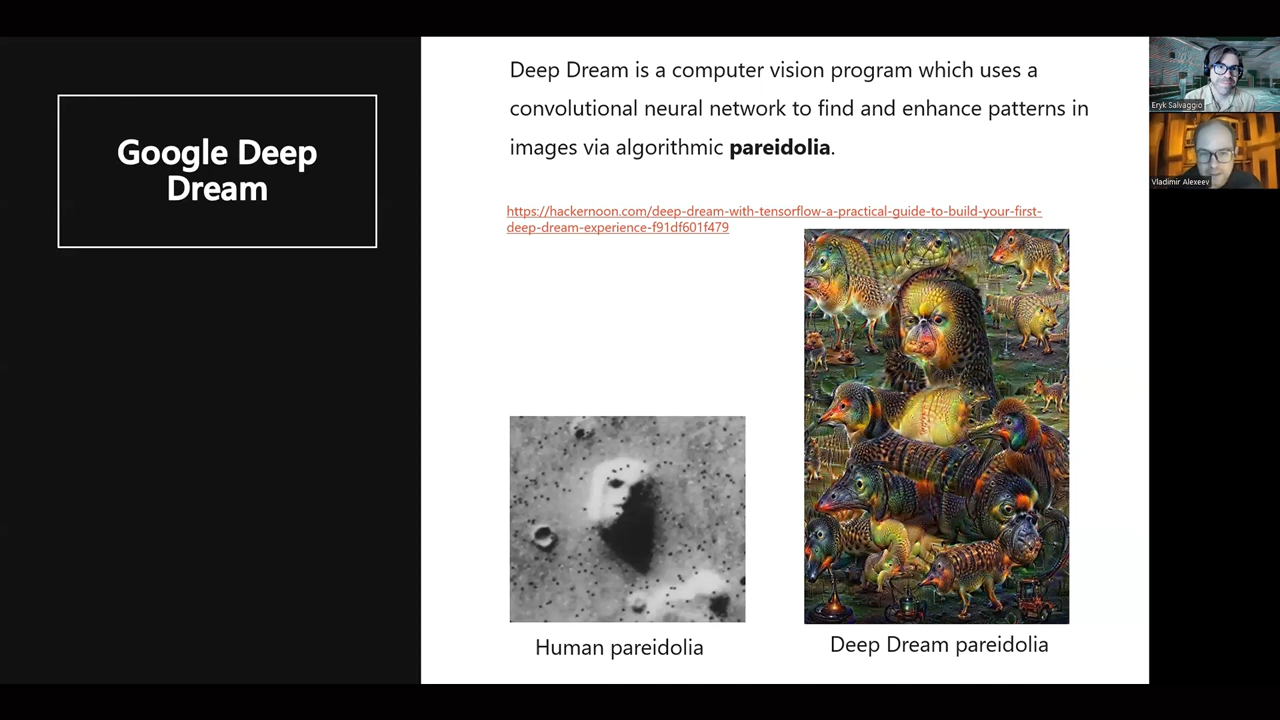 Google Deep
Dream
Deep Dream is a computer vision program which uses a
convolutional neural network to find and enhance patterns in
images via algorithmic pareidolia.
https://hackernoon.com/deep-dream-with-tensorflow-a-practical-guide-to-build-your-first-
deep-dream-experience-f91df601f479
Human pareidolia
Deep Dream pareidolia
Eryk Salvaggio
Vladimir Alexeev